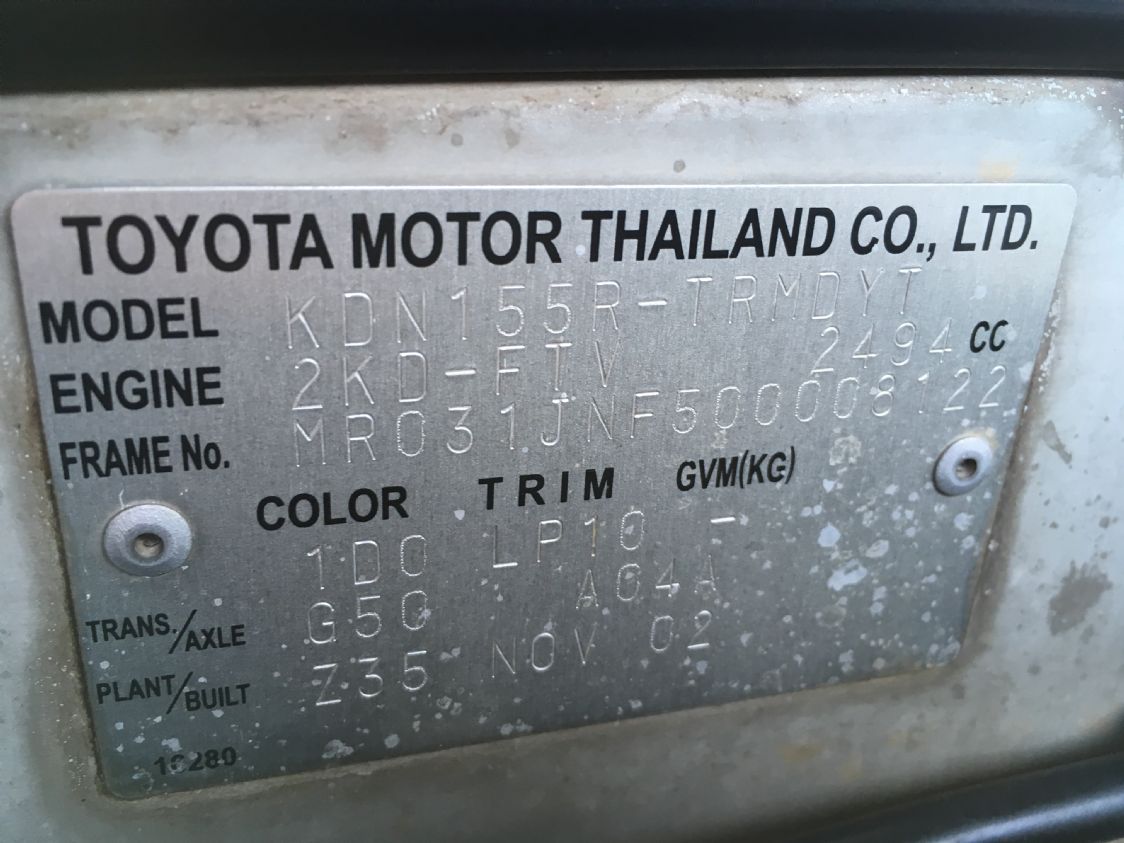 TOYOTA MOTOR THAILAND CO., LTD.
MODEL KDN155R-TRMDYT
ENGINE 2KD-FTV 2494 CC
FRAME No. MR031JNF500008122
COLOR TRIM GVM(KG)
1D0 LP10 -
TRANS./AXLE G50 A04A
PLANT/BUILT Z35 NOV 02